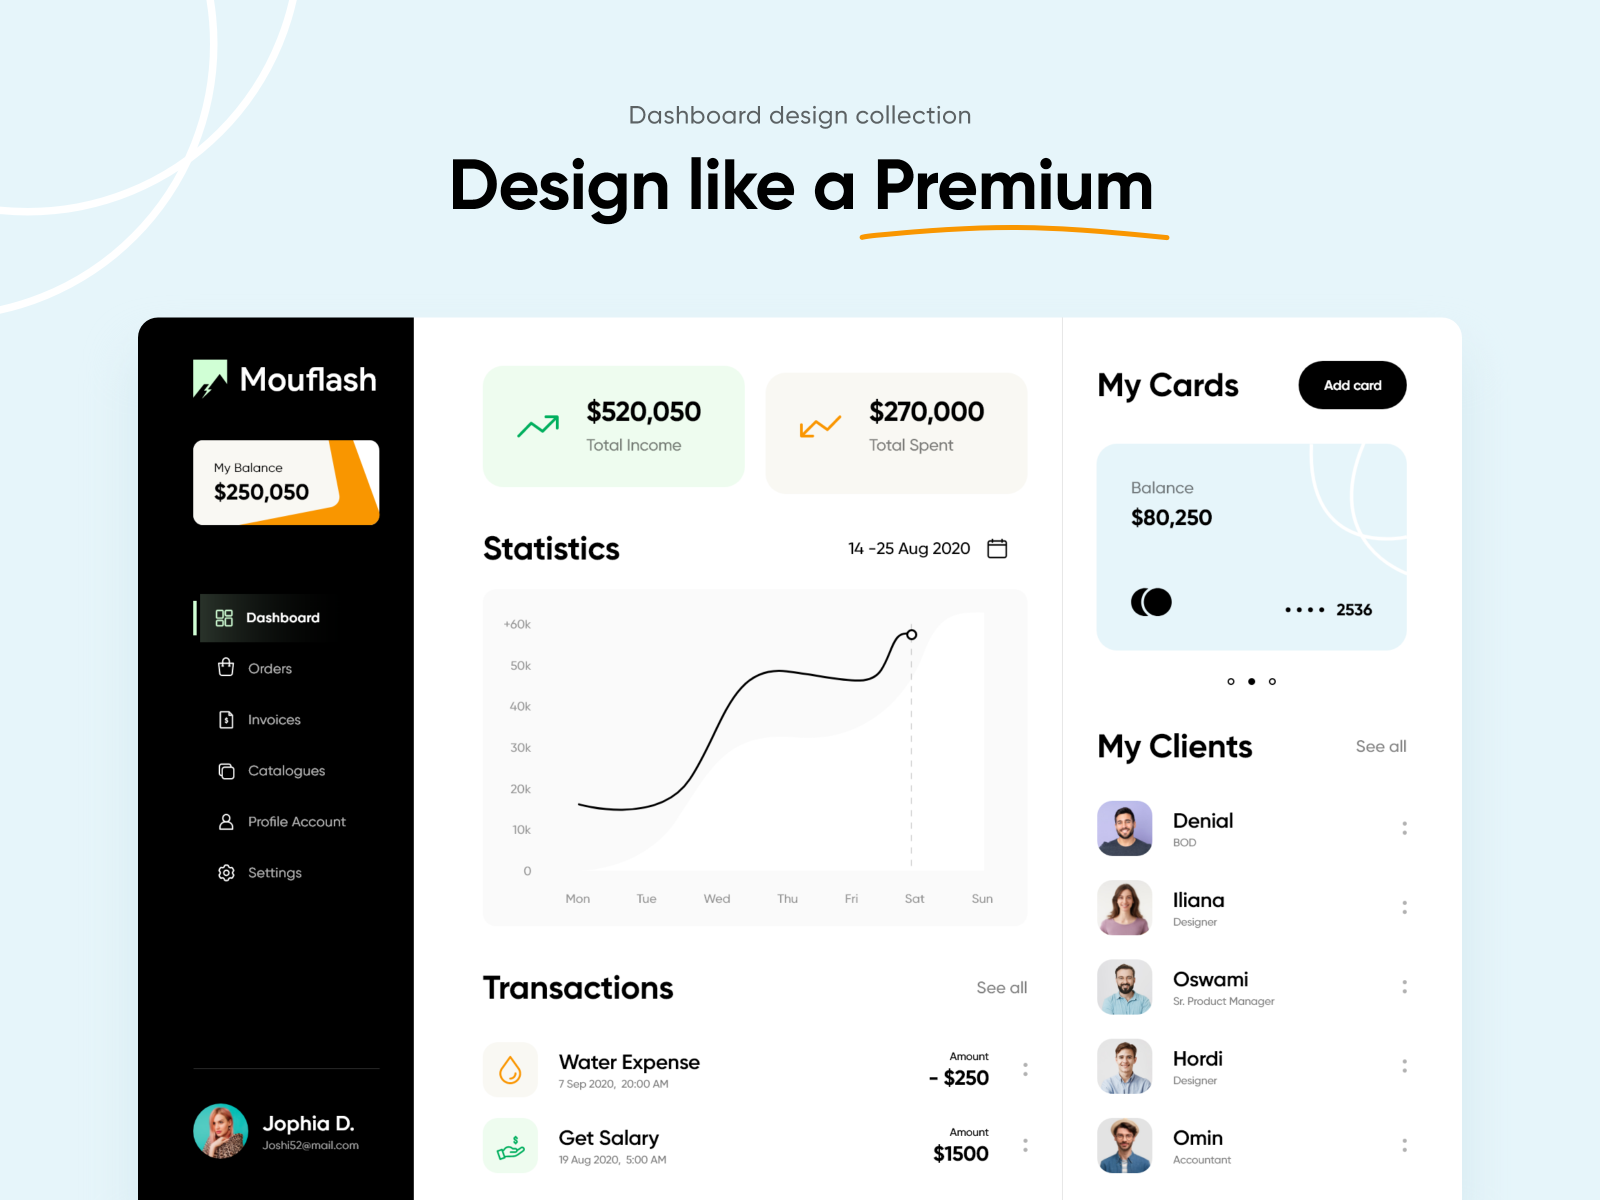 Dashboard design collection
Design like a Premium
Mouflash
My Balance
$250,050
Dashboard
Orders
Invoices
Catalogues
Profile Account
Settings
Jophia D.
Joshi52@mail.com
$520,050
Total Income
$270,000
Total Spent
Statistics
14 -25 Aug 2020
+60k
50k
40k
30k
20k
10k
0
Mon Tue Wed Thu Fri Sat Sun
Transactions
See all
Water Expense
7 Sep 2020, 20:00 AM
Amount
- $250
Get Salary
19 Aug 2020, 5:00 AM
Amount
$1500
My Cards
Add card
Balance
$80,250
•••• 2536
My Clients
See all
Denial
BOD
Iliana
Designer
Oswami
Sr. Product Manager
Hordi
Designer
Omin
Accountant